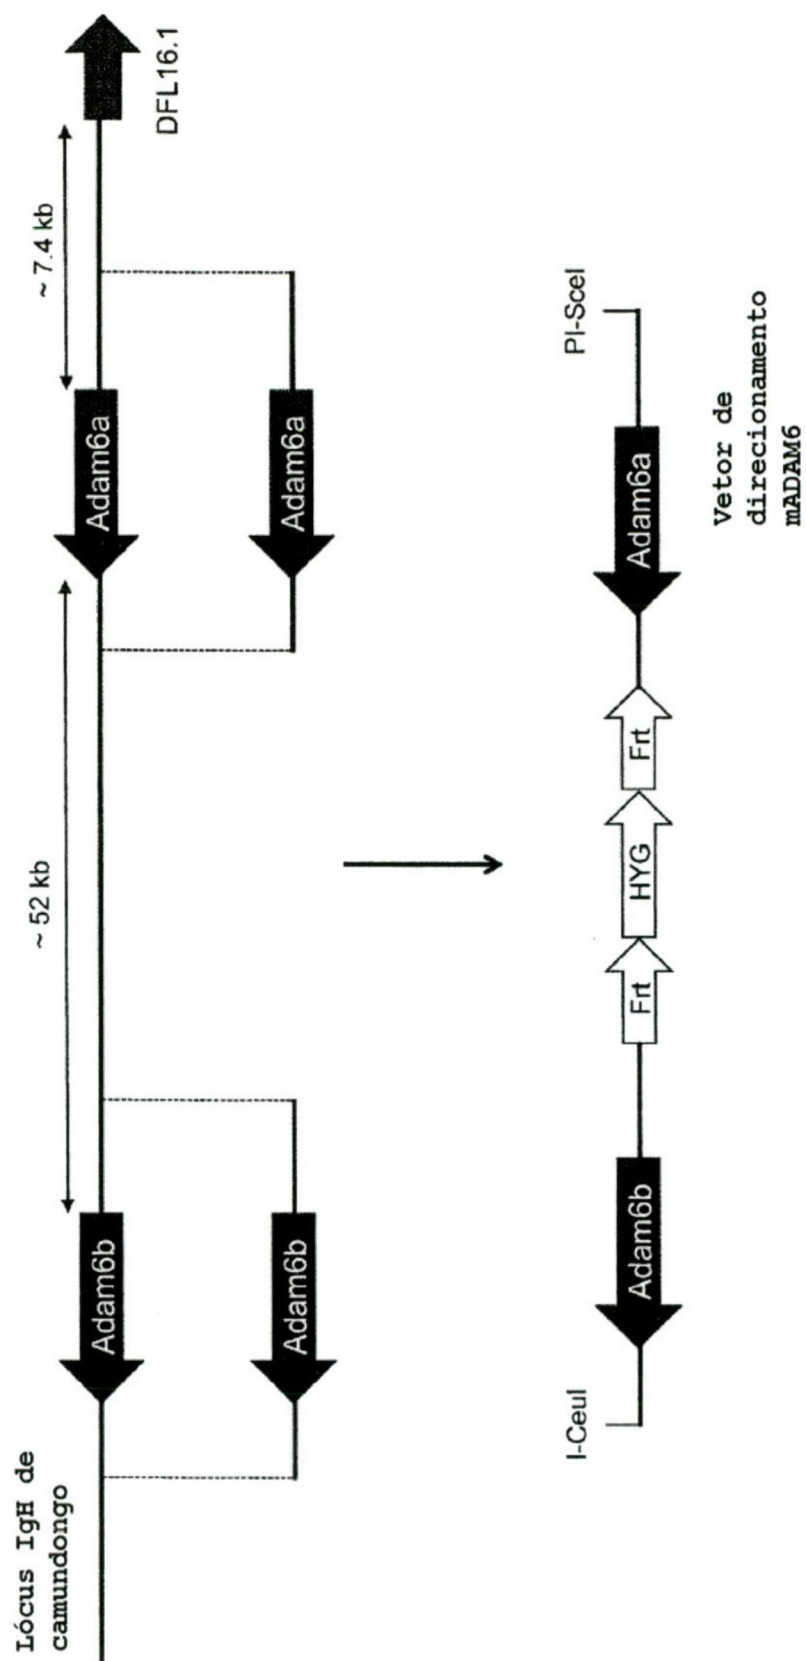 Lócus IgH de
camundongo
~ 52 kb
~ 7.4 kb
Adam6b
Adam6a
DFL16.1
Adam6b
Adam6a
I-CeuI
PI-SceI
Adam6b
Frt
HYG
Frt
Adam6a
Vetor de
direcionamento
mADAM6